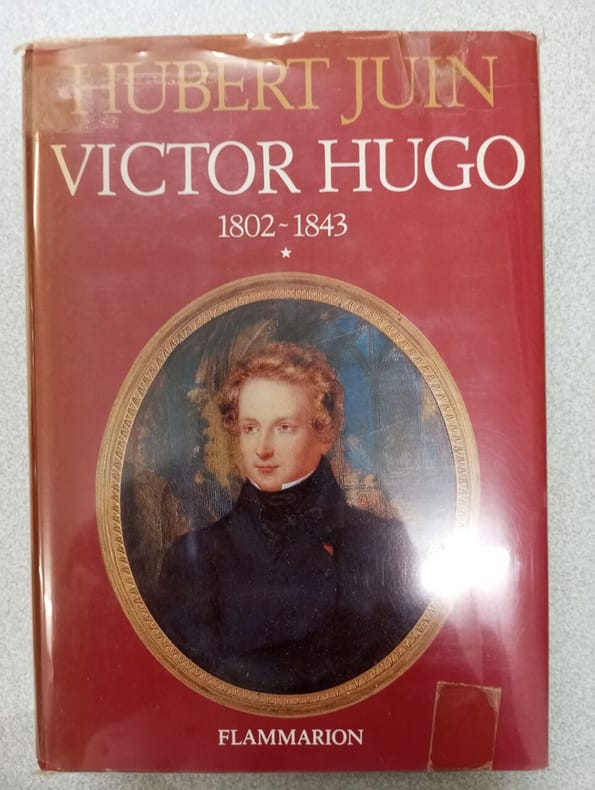 HUBERT JUIN
VICTOR HUGO
1802~1843
★
FLAMMARION